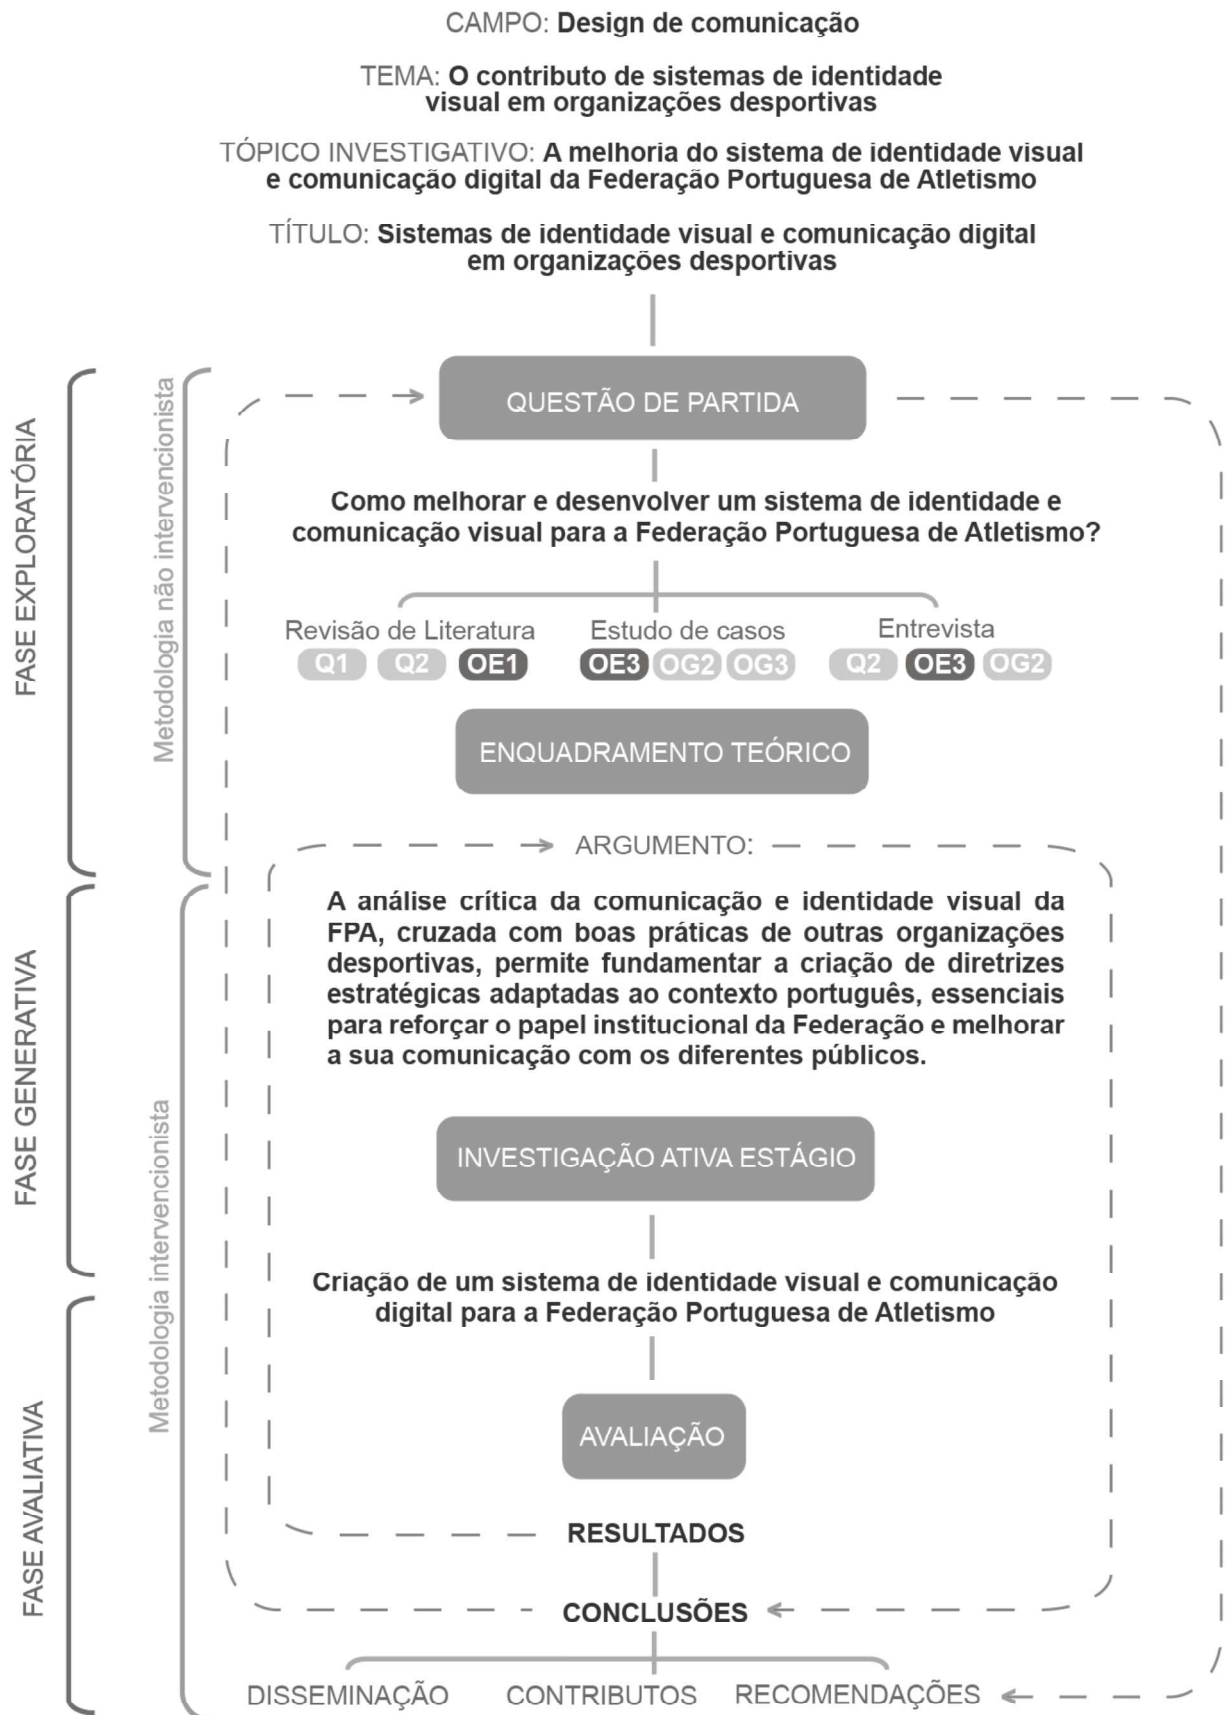 CAMPO: Design de comunicação
TEMA: O contributo de sistemas de identidade
visual em organizações desportivas
TÓPICO INVESTIGATIVO: A melhoria do sistema de identidade visual
e comunicação digital da Federação Portuguesa de Atletismo
TÍTULO: Sistemas de identidade visual e comunicação digital
em organizações desportivas
FASE EXPLORATÓRIA
Metodologia não intervencionista
QUESTÃO DE PARTIDA
Como melhorar e desenvolver um sistema de identidade e
comunicação visual para a Federação Portuguesa de Atletismo?
Revisão de Literatura Estudo de casos Entrevista
Q1 Q2 OE1 OE3 OG2 OG3 Q2 OE3 OG2
ENQUADRAMENTO TEÓRICO
FASE GENERATIVA
Metodologia intervencionista
ARGUMENTO:
A análise crítica da comunicação e identidade visual da
FPA, cruzada com boas práticas de outras organizações
desportivas, permite fundamentar a criação de diretrizes
estratégicas adaptadas ao contexto português, essenciais
para reforçar o papel institucional da Federação e melhorar
a sua comunicação com os diferentes públicos.
INVESTIGAÇÃO ATIVA ESTÁGIO
Criação de um sistema de identidade visual e comunicação
digital para a Federação Portuguesa de Atletismo
FASE AVALIATIVA
AVALIAÇÃO
RESULTADOS
CONCLUSÕES
DISSEMINAÇÃO CONTRIBUTOS RECOMENDAÇÕES